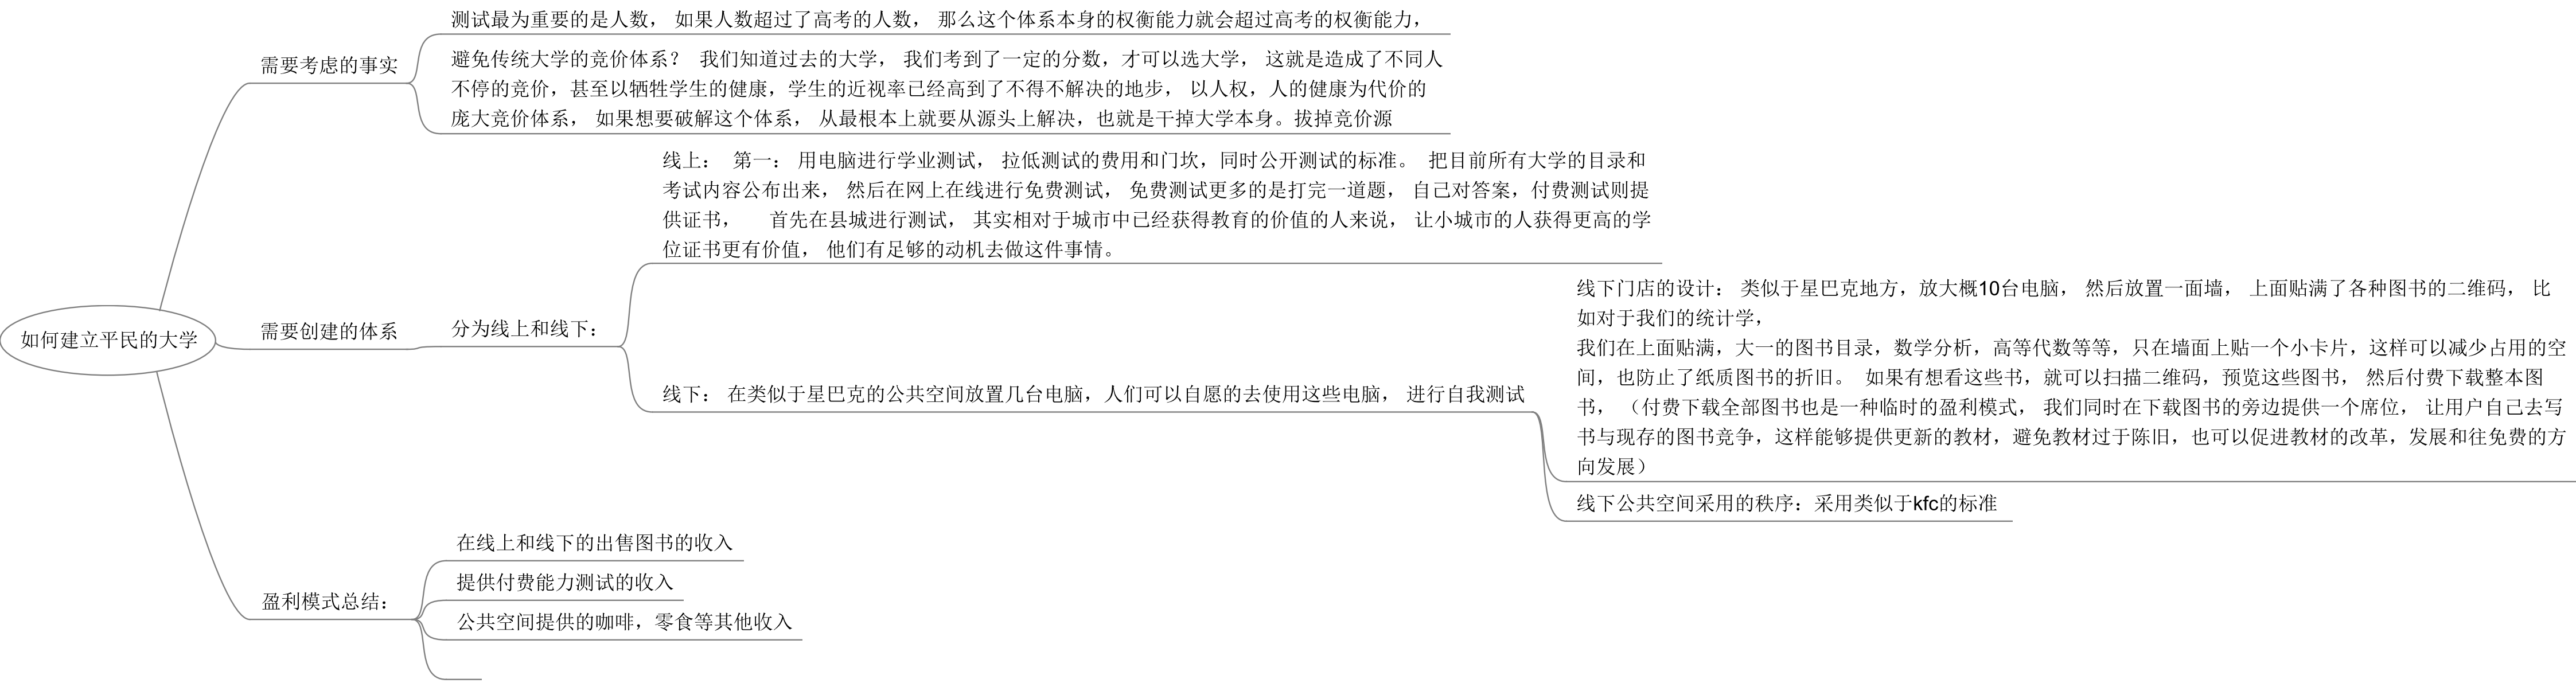 测试最为重要的是人数， 如果人数超过了高考的人数， 那么这个体系本身的权衡能力就会超过高考的权衡能力，
需要考虑的事实
避免传统大学的竞价体系？ 我们知道过去的大学， 我们考到了一定的分数，才可以选大学， 这就是造成了不同人
不停的竞价，甚至以牺牲学生的健康，学生的近视率已经高到了不得不解决的地步， 以人权，人的健康为代价的
庞大竞价体系， 如果想要破解这个体系， 从最根本上就要从源头上解决，也就是干掉大学本身。拔掉竞价源
线上： 第一： 用电脑进行学业测试， 拉低测试的费用和门坎，同时公开测试的标准。 把目前所有大学的目录和
考试内容公布出来， 然后在网上在线进行免费测试， 免费测试更多的是打完一道题， 自己对答案，付费测试则提
供证书， 首先在县城进行测试， 其实相对于城市中已经获得教育的价值的人来说， 让小城市的人获得更高的学
位证书更有价值， 他们有足够的动机去做这件事情。
如何建立平民的大学
需要创建的体系
分为线上和线下：
线下： 在类似于星巴克的公共空间放置几台电脑，人们可以自愿的去使用这些电脑， 进行自我测试
线下门店的设计： 类似于星巴克地方，放大概10台电脑， 然后放置一面墙， 上面贴满了各种图书的二维码， 比
如对于我们的统计学，
我们在上面贴满，大一的图书目录，数学分析，高等代数等等，只在墙面上贴一个小卡片，这样可以减少占用的空
间，也防止了纸质图书的折旧。 如果有想看这些书，就可以扫描二维码，预览这些图书， 然后付费下载整本图
书， （付费下载全部图书也是一种临时的盈利模式， 我们同时在下载图书的旁边提供一个席位， 让用户自己去写
书与现存的图书竞争，这样能够提供更新的教材，避免教材过于陈旧，也可以促进教材的改革，发展和往免费的方
向发展）
线下公共空间采用的秩序：采用类似于kfc的标准
盈利模式总结：
在线上和线下的出售图书的收入
提供付费能力测试的收入
公共空间提供的咖啡，零食等其他收入